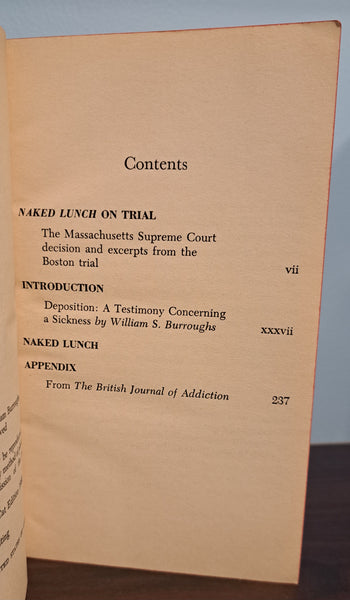 Contents
NAKED LUNCH ON TRIAL
The Massachusetts Supreme Court
decision and excerpts from the
Boston trial vii
INTRODUCTION
Deposition: A Testimony Concerning
a Sickness by William S. Burroughs xxxvii
NAKED LUNCH
APPENDIX
From The British Journal of Addiction 237